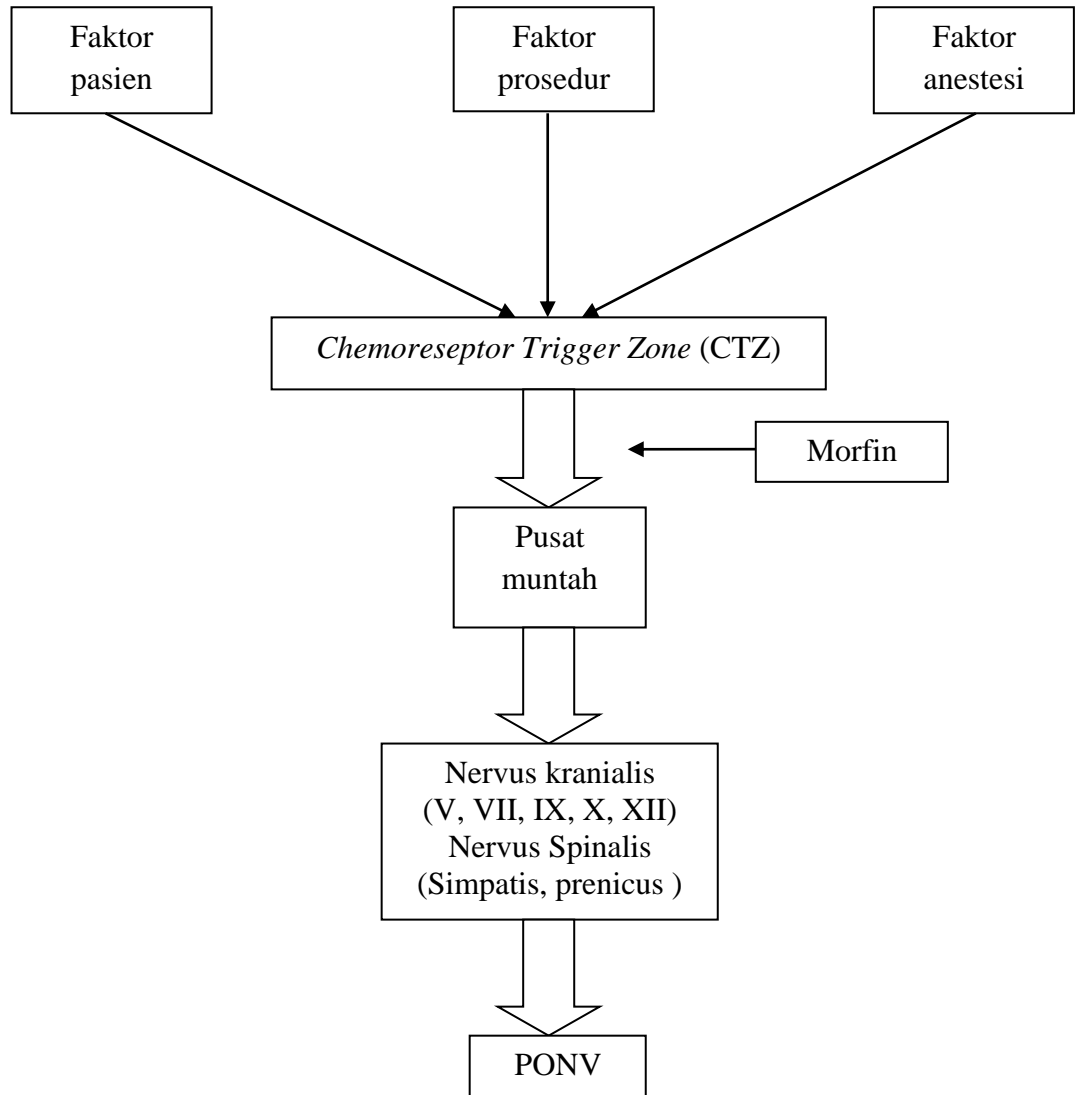 Faktor
pasien
Faktor
prosedur
Faktor
anestesi
Chemoreseptor Trigger Zone (CTZ)
Morfin
Pusat
muntah
Nervus kranialis
(V, VII, IX, X, XII)
Nervus Spinalis
(Simpatis, prenicus )
PONV